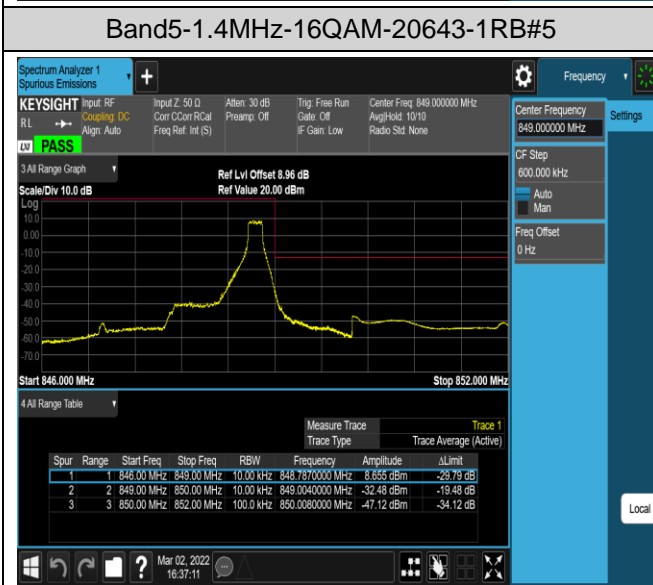 Band5-1.4MHz-16QAM-20643-1RB#5
Spectrum Analyzer 1
Spurious Emissions
+
Frequency
KEYSIGHT
RL
Input: RF
Coupling: DC
Align: Auto
Input Z: 50 Ω
Corr CCorr RCal
Freq Ref: Int (S)
Atten: 30 dB
Preamp: Off
Trig: Free Run
Gate: Off
IF Gain: Low
Center Freq: 849.000000 MHz
Avg|Hold: 10/10
Radio Std: None
LXI PASS
Center Frequency
849.000000 MHz
Settings
CF Step
600.000 kHz
Auto
Man
Freq Offset
0 Hz
3 All Range Graph
Scale/Div 10.0 dB
Ref Lvl Offset 8.96 dB
Ref Value 20.00 dBm
Log
10.0
0.00
-10.0
-20.0
-30.0
-40.0
-50.0
-60.0
-70.0
Start 846.000 MHz
Stop 852.000 MHz
4 All Range Table
Measure Trace Trace 1
Trace Type Trace Average (Active)
Spur Range Start Freq Stop Freq RBW Frequency Amplitude ΔLimit
1 1 846.00 MHz 849.00 MHz 10.00 kHz 848.7870000 MHz 8.655 dBm -29.79 dB
2 2 849.00 MHz 850.00 MHz 10.00 kHz 849.0040000 MHz -32.48 dBm -19.48 dB
3 3 850.00 MHz 852.00 MHz 100.0 kHz 850.0080000 MHz -47.12 dBm -34.12 dB
Local
?
Mar 02, 2022
16:37:11